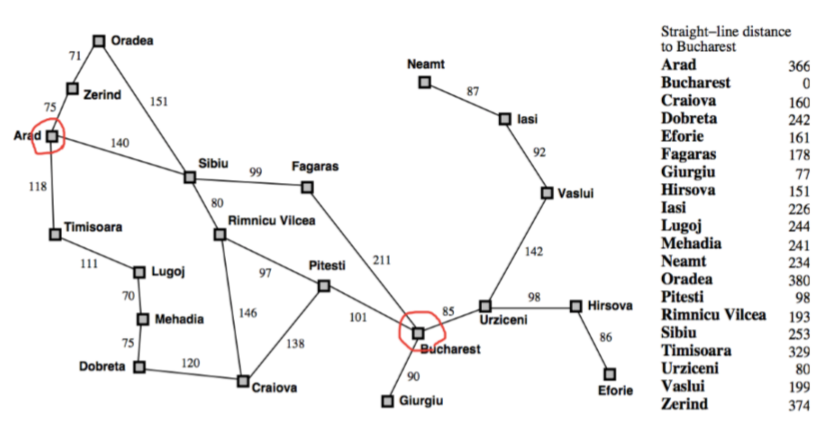 Oradea
71
Neamt
Zerind
87
151
75
Iasi
Arad
140
92
Sibiu
Fagaras
99
118
Vaslui
80
Timisoara
Rimnicu Vilcea
142
111
211
Lugoj
97
Pitesti
70
98
Hirsova
85
146
101
Mehadia
Urziceni
75
138
86
Bucharest
120
Dobreta
90
Craiova
Eforie
Giurgiu
Straight–line distance
to Bucharest
Arad 366
Bucharest 0
Craiova 160
Dobreta 242
Eforie 161
Fagaras 178
Giurgiu 77
Hirsova 151
Iasi 226
Lugoj 244
Mehadia 241
Neamt 234
Oradea 380
Pitesti 98
Rimnicu Vilcea 193
Sibiu 253
Timisoara 329
Urziceni 80
Vaslui 199
Zerind 374